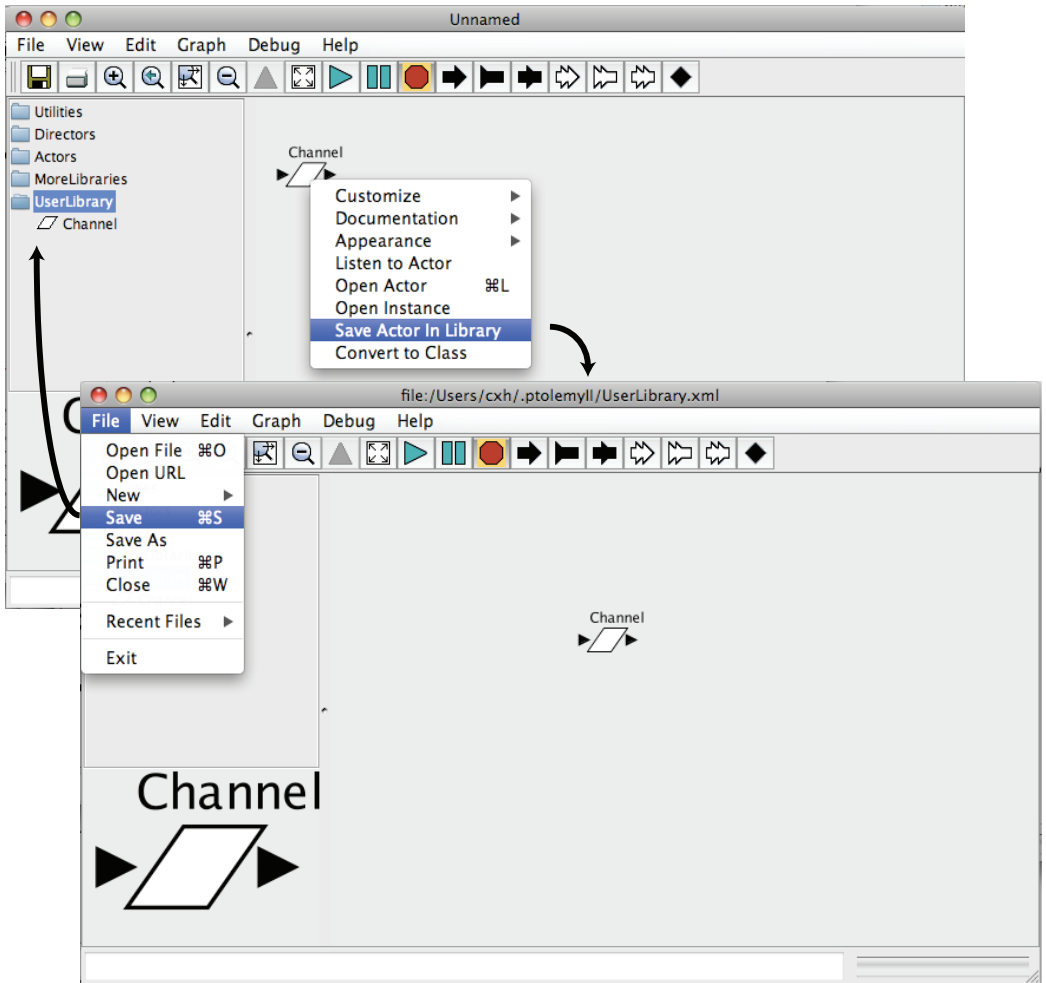 Unnamed
File View Edit Graph Debug Help
Utilities
Directors
Actors
MoreLibraries
UserLibrary
Channel
Channel
Customize
Documentation
Appearance
Listen to Actor
Open Actor ⌘L
Open Instance
Save Actor In Library
Convert to Class
file:/Users/cxh/.ptolemyII/UserLibrary.xml
File View Edit Graph Debug Help
Open File ⌘O
Open URL
New
Save ⌘S
Save As
Print ⌘P
Close ⌘W
Recent Files
Exit
Channel
Channel